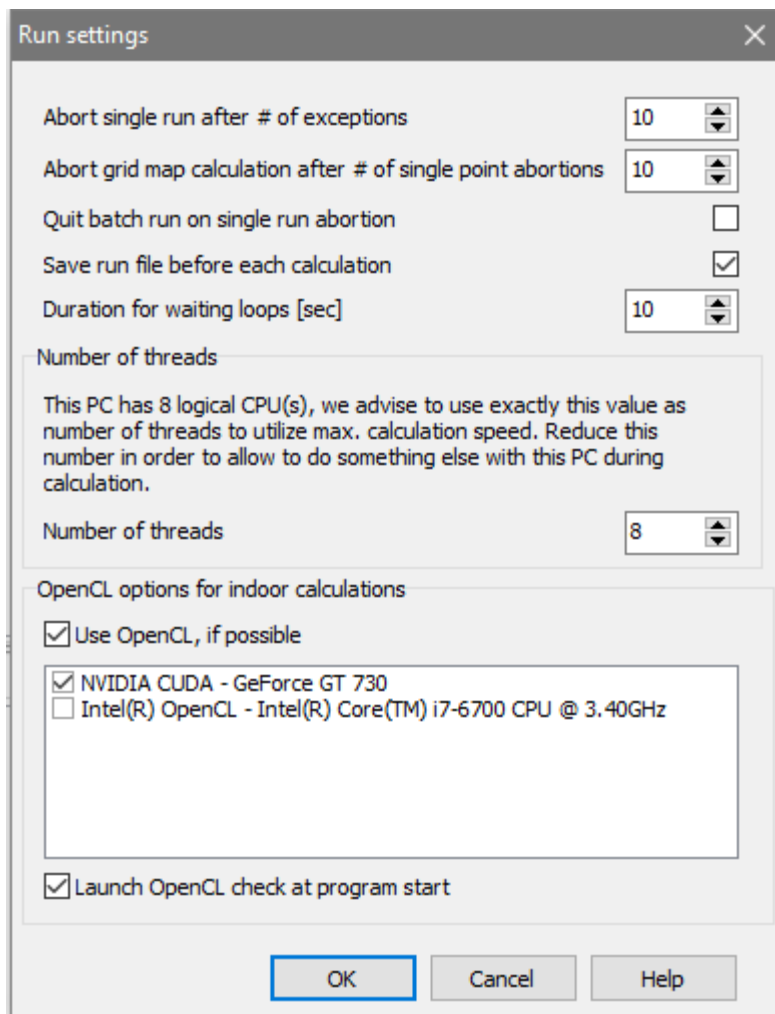 Run settings
Abort single run after # of exceptions 10
Abort grid map calculation after # of single point abortions 10
Quit batch run on single run abortion
Save run file before each calculation
Duration for waiting loops [sec] 10
Number of threads
This PC has 8 logical CPU(s), we advise to use exactly this value as
number of threads to utilize max. calculation speed. Reduce this
number in order to allow to do something else with this PC during
calculation.
Number of threads 8
OpenCL options for indoor calculations
Use OpenCL, if possible
NVIDIA CUDA - GeForce GT 730
Intel(R) OpenCL - Intel(R) Core(TM) i7-6700 CPU @ 3.40GHz
Launch OpenCL check at program start
OK Cancel Help